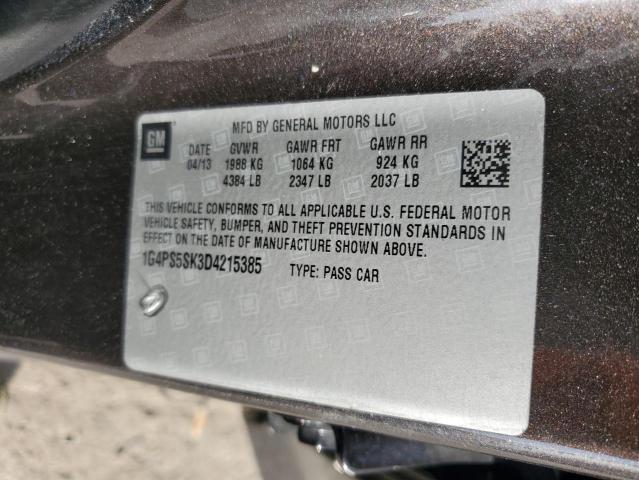 GM
MFD BY GENERAL MOTORS LLC
DATE GVWR GAWR FRT GAWR RR
04/13 1988 KG 1064 KG 924 KG
4384 LB 2347 LB 2037 LB
THIS VEHICLE CONFORMS TO ALL APPLICABLE U.S. FEDERAL MOTOR
VEHICLE SAFETY, BUMPER, AND THEFT PREVENTION STANDARDS IN
EFFECT ON THE DATE OF MANUFACTURE SHOWN ABOVE.
1G4PS5SK3D4215385 TYPE: PASS CAR